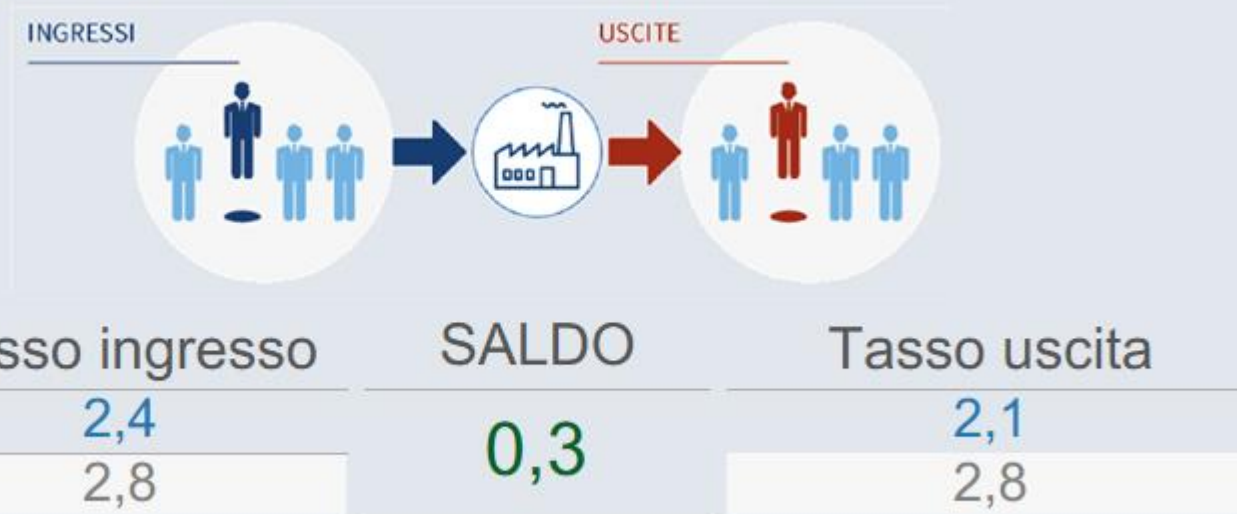 INGRESSI
USCITE
sso ingresso
SALDO
Tasso uscita
2,4
0,3
2,1
2,8
2,8